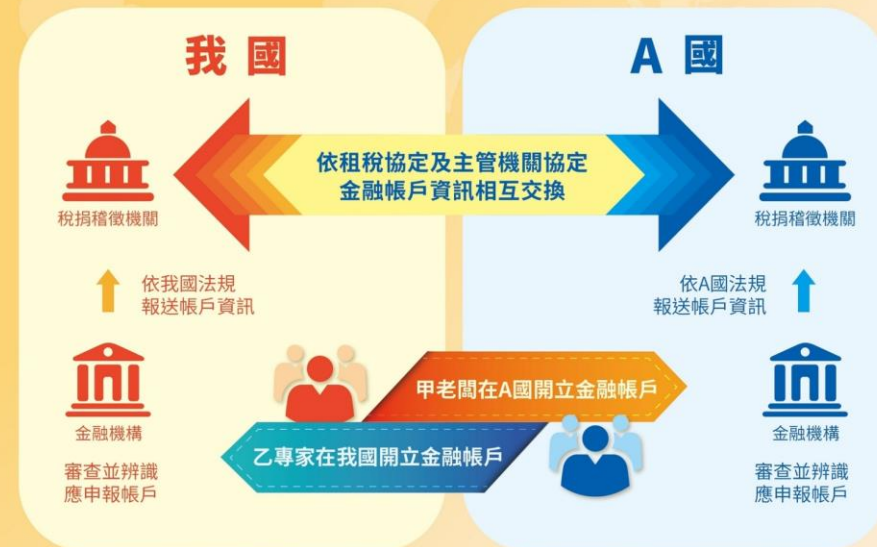 我國
A 國
依租稅協定及主管機關協定
金融帳戶資訊相互交換
稅捐稽徵機關
稅捐稽徵機關
依我國法規
報送帳戶資訊
依A國法規
報送帳戶資訊
甲老闆在A國開立金融帳戶
乙專家在我國開立金融帳戶
金融機構
審查並辨識
應申報帳戶
金融機構
審查並辨識
應申報帳戶